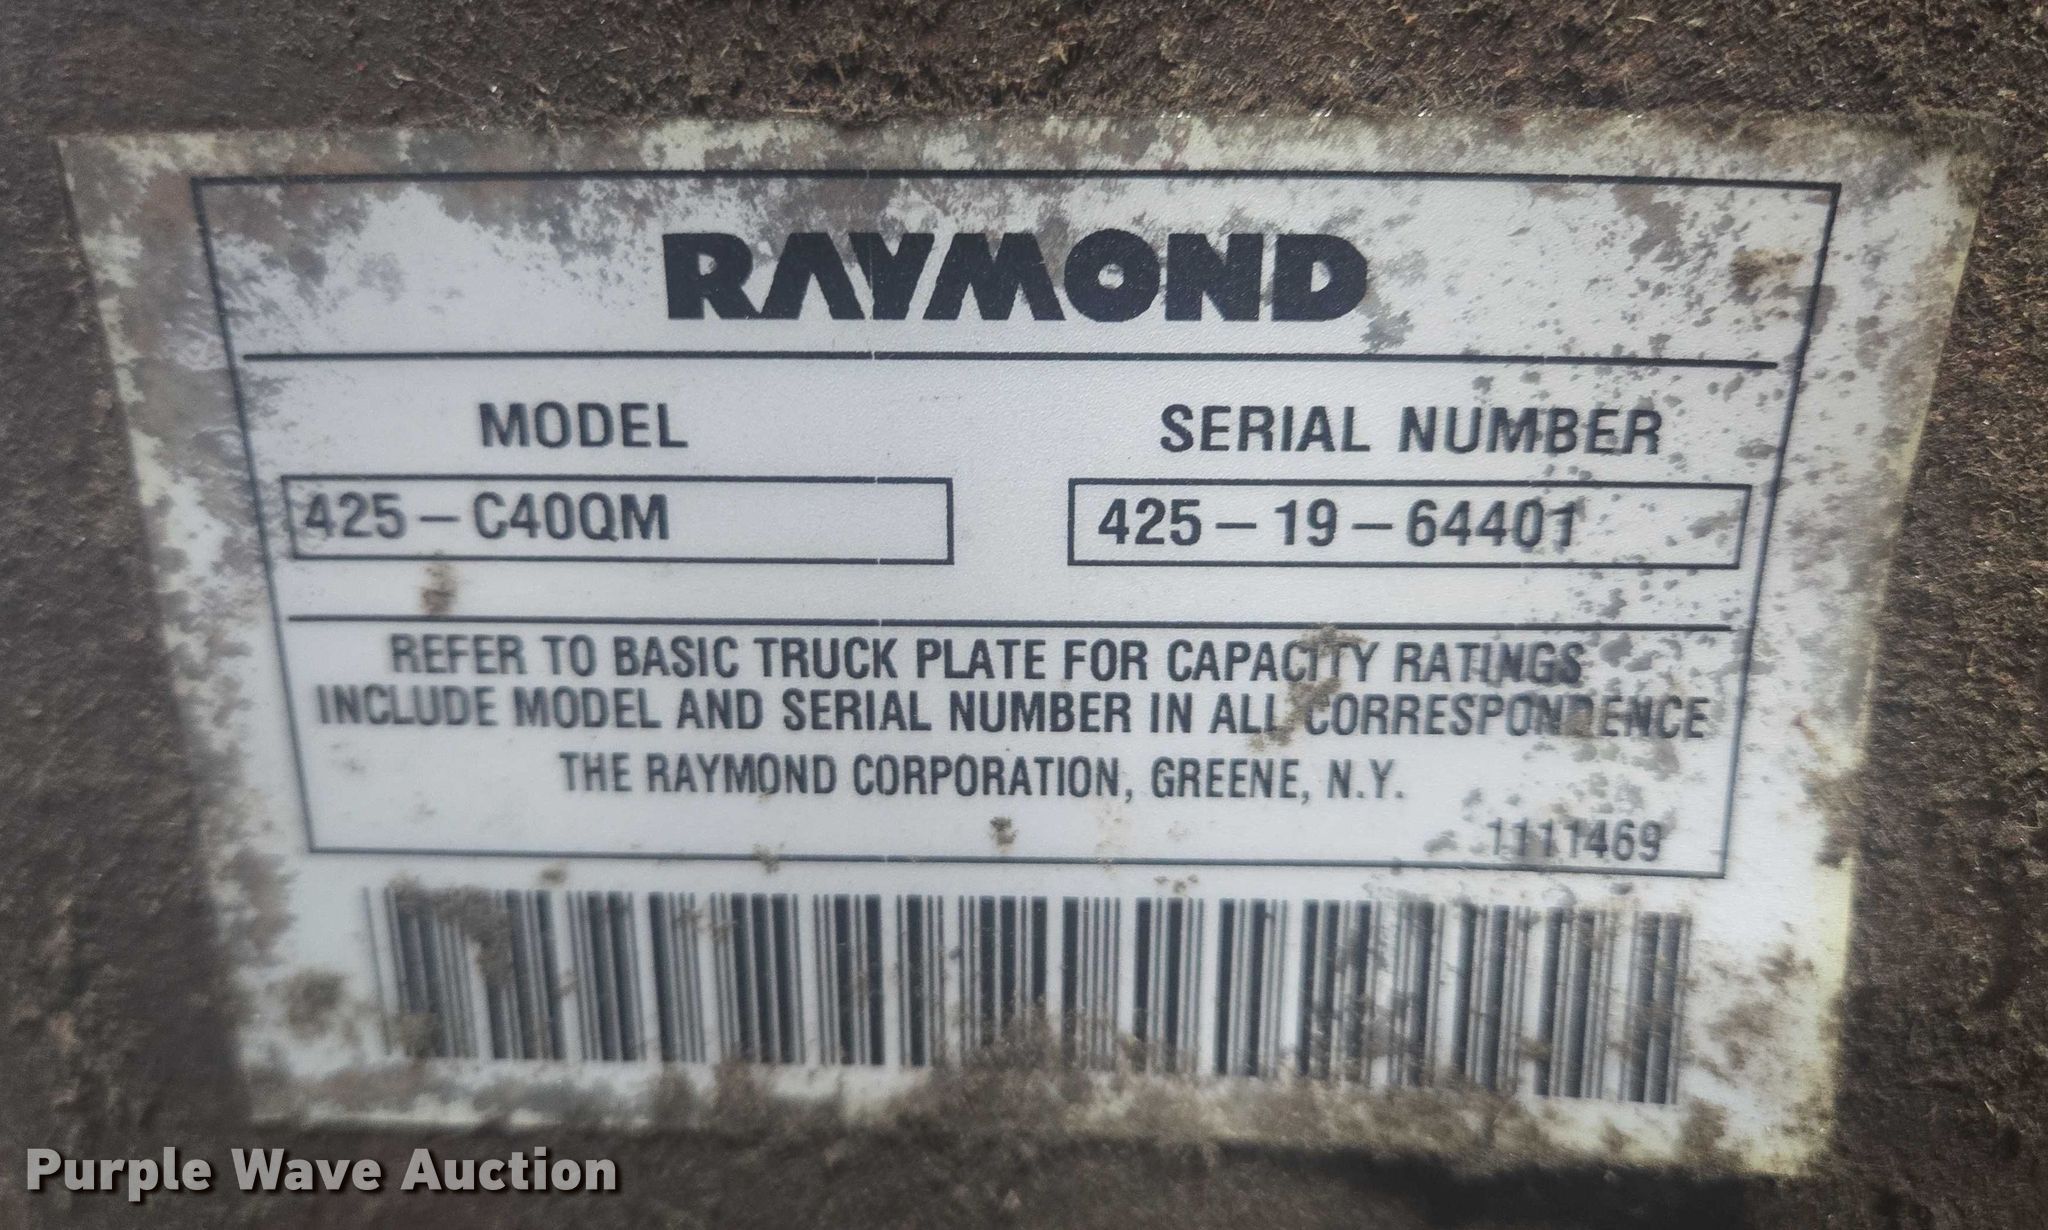 RAYMOND
MODEL SERIAL NUMBER
425-C40QM 425-19-64401
REFER TO BASIC TRUCK PLATE FOR CAPACITY RATINGS
INCLUDE MODEL AND SERIAL NUMBER IN ALL CORRESPONDENCE
THE RAYMOND CORPORATION, GREENE, N.Y.
1111469
Purple Wave Auction